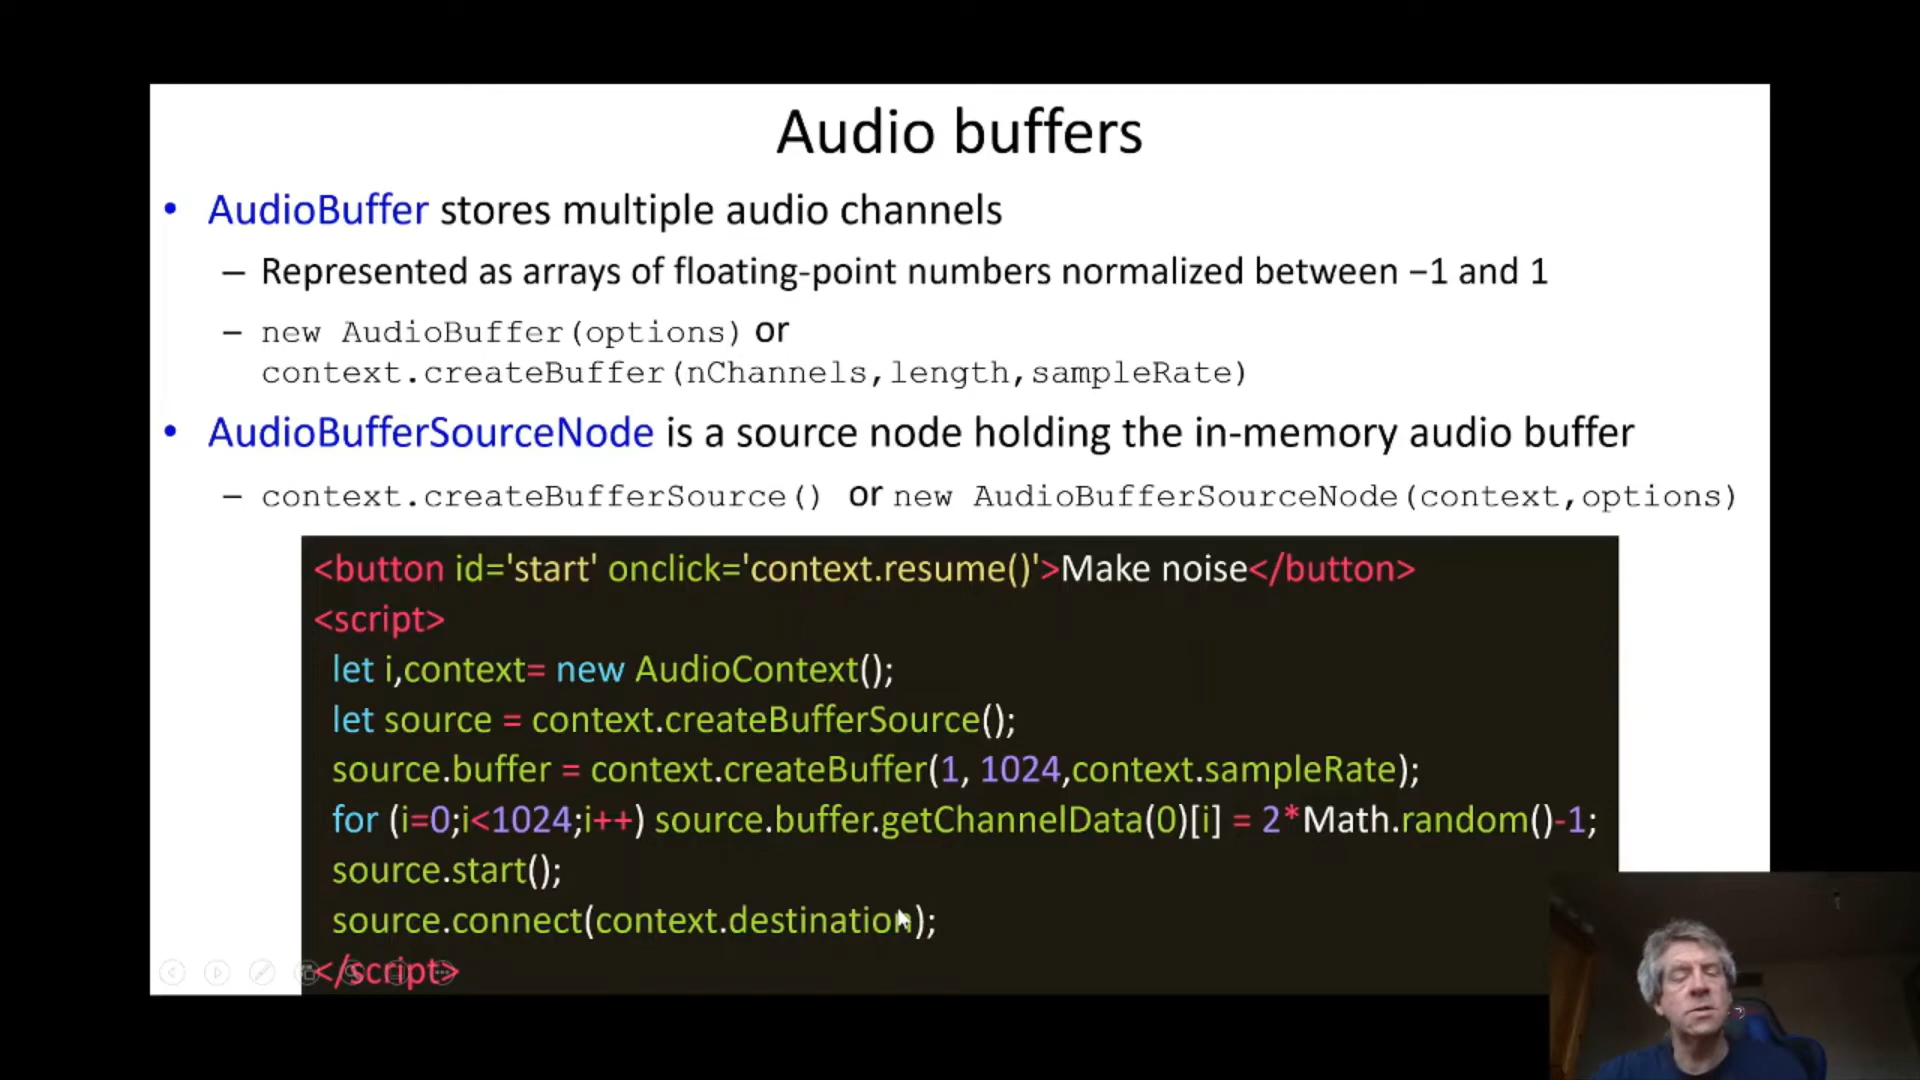 Audio buffers
• AudioBuffer stores multiple audio channels
– Represented as arrays of floating-point numbers normalized between −1 and 1
– new AudioBuffer(options) or
context.createBuffer(nChannels,length,sampleRate)
• AudioBufferSourceNode is a source node holding the in-memory audio buffer
– context.createBufferSource() or new AudioBufferSourceNode(context,options)
<button id='start' onclick='context.resume()'>Make noise</button>
<script>
let i,context= new AudioContext();
let source = context.createBufferSource();
source.buffer = context.createBuffer(1, 1024,context.sampleRate);
for (i=0;i<1024;i++) source.buffer.getChannelData(0)[i] = 2*Math.random()-1;
source.start();
source.connect(context.destination);
</script>